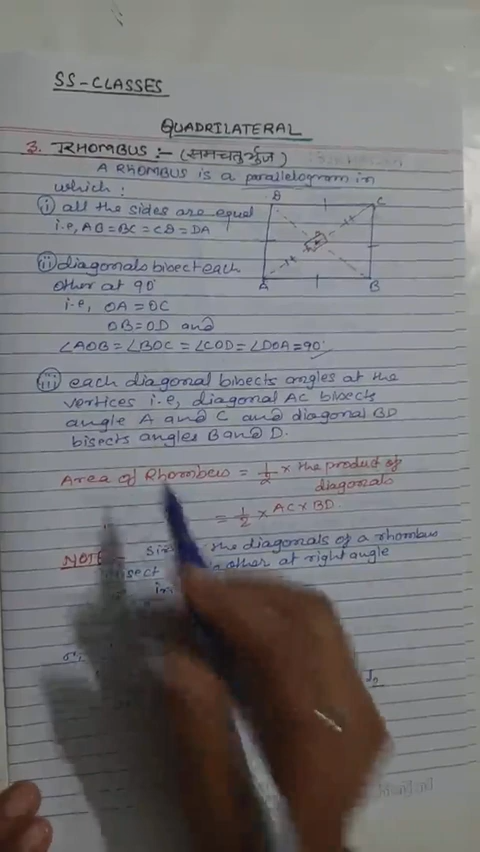 SS-CLASSES
QUADRILATERAL
3. RHOMBUS :- (समचतुर्भुज)
A RHOMBUS is a parallelogram in
which :
D C
(i) all the sides are equal
i.e, AB=BC=CD=DA
(ii) diagonals bisect each
other at 90°
A B
i.e, OA = OC
OB=OD and
∠AOB=∠BOC=∠COD=∠DOA=90°
(iii) each diagonal bisects angles at the
vertices i.e, diagonal AC bisects
angle A and C and diagonal BD
bisects angles B and D.
Area of Rhombus = 1/2 × the product of
diagonals
= 1/2 × AC × BD.
NOTE the diagonals of a rhombus
other at right angle